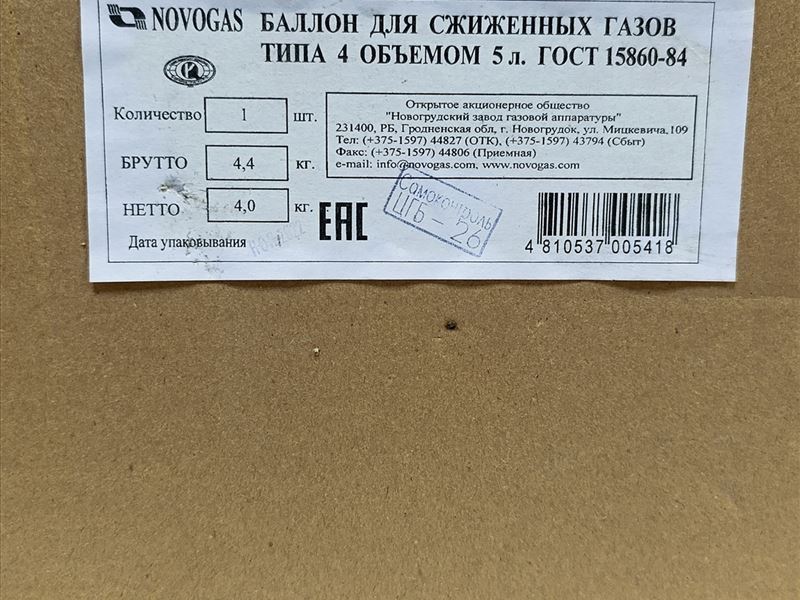 NOVOGAS
БАЛЛОН ДЛЯ СЖИЖЕННЫХ ГАЗОВ
ТИПА 4 ОБЪЕМОМ 5 л. ГОСТ 15860-84
Количество 1 шт.
БРУТТО 4,4 кг.
НЕТТО 4,0 кг.
Дата упаковывания
Открытое акционерное общество
"Новогрудский завод газовой аппаратуры"
231400, РБ, Гродненская обл, г. Новогрудок, ул. Мицкевича,109
Тел: (+375-1597) 44827 (ОТК), (+375-1597) 43794 (Сбыт)
Факс: (+375-1597) 44806 (Приемная)
e-mail: info@novogas.com, www.novogas.com
EAC
Самоконтроль
ЦГБ-26
4 810537 005418